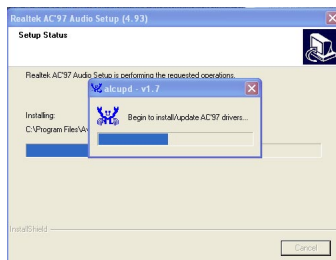 Realtek AC'97 Audio Setup (4.93)
Setup Status
Realtek AC'97 Audio Setup is performing the requested operations.
alcupd - v1.7
Begin to install/update AC'97 drivers...
Installing:
C:\Program Files\Av
InstallShield
Cancel